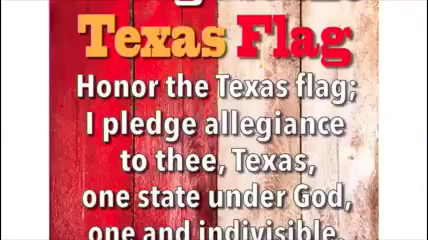 Texas Flag
Honor the Texas flag;
I pledge allegiance
to thee, Texas,
one state under God,
one and indivisible.